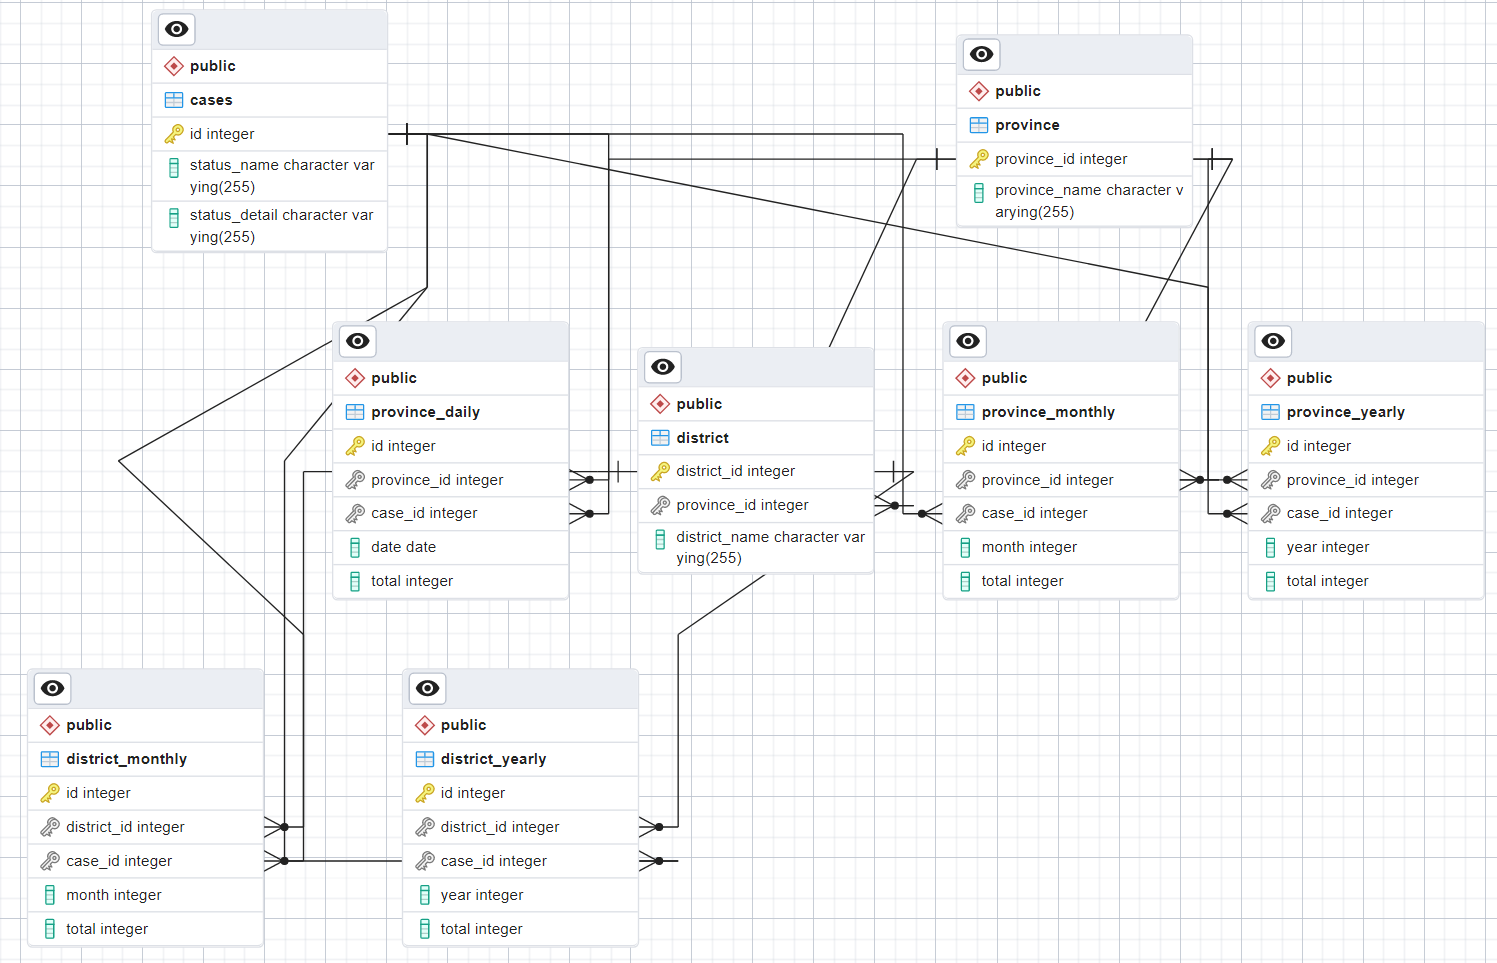 public
cases
id integer
status_name character var
ying(255)
status_detail character var
ying(255)
public
province
province_id integer
province_name character v
arying(255)
public
province_daily
id integer
province_id integer
case_id integer
date date
total integer
public
district
district_id integer
province_id integer
district_name character var
ying(255)
public
province_monthly
id integer
province_id integer
case_id integer
month integer
total integer
public
province_yearly
id integer
province_id integer
case_id integer
year integer
total integer
public
district_monthly
id integer
district_id integer
case_id integer
month integer
total integer
public
district_yearly
id integer
district_id integer
case_id integer
year integer
total integer